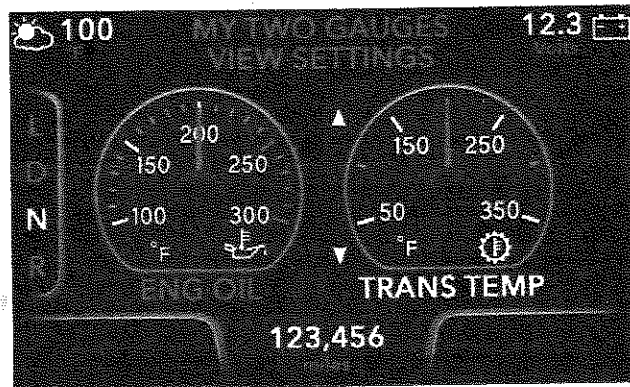 100 MY TWO GAUGES 12.3
°F VIEW SETTINGS
L
D
N
R
200
150 250
100 300
°F
ENG OIL
150 250
50 350
°F
TRANS TEMP
123,456
miles